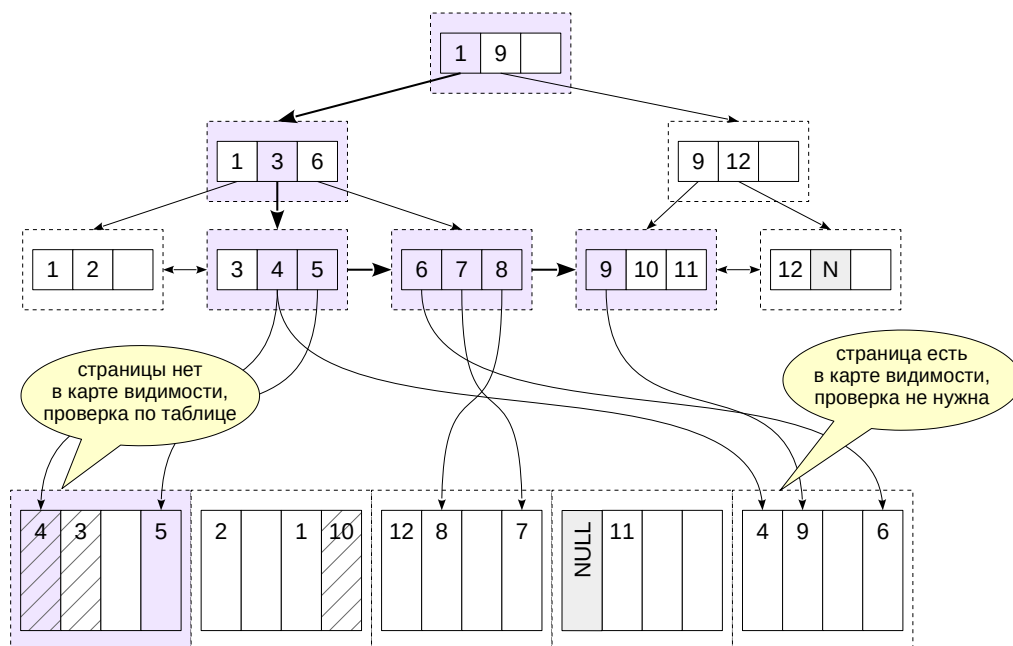 1 9
1 3 6
9 12
1 2
3 4 5
6 7 8
9 10 11
12 N
страницы нет
в карте видимости,
проверка по таблице
страница есть
в карте видимости,
проверка не нужна
4 3 5
2 1 10
12 8 7
NULL 11
4 9 6